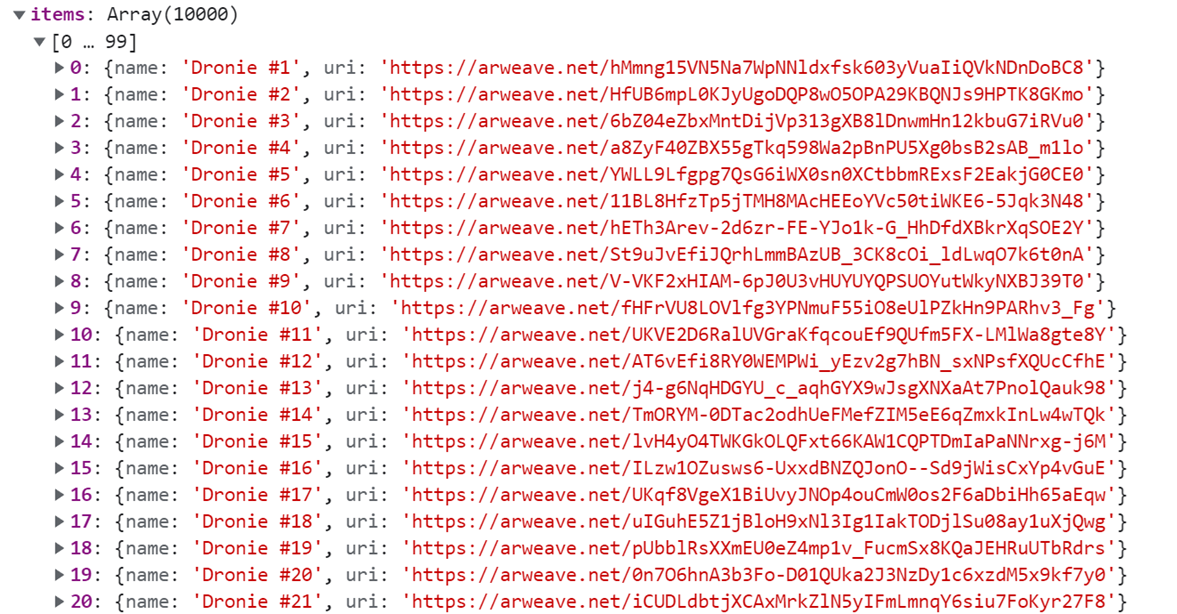 ▼items: Array(10000)
▼[0 … 99]
▶0: {name: 'Dronie #1', uri: 'https://arweave.net/hMmng15VN5Na7WpNNldxfsk603yVuaIiQVkNDnDoBC8'}
▶1: {name: 'Dronie #2', uri: 'https://arweave.net/HfUB6mpL0KJyUgoDQP8wO5OPA29KBQNJs9HPTK8GKmo'}
▶2: {name: 'Dronie #3', uri: 'https://arweave.net/6bZ04eZbxMntDijVp313gXB8lDnwmHn12kbuG7iRVu0'}
▶3: {name: 'Dronie #4', uri: 'https://arweave.net/a8ZyF40ZBX55gTkq598Wa2pBnPU5Xg0bsB2sAB_m1lo'}
▶4: {name: 'Dronie #5', uri: 'https://arweave.net/YWLL9Lfgpg7QsG6iWX0sn0XCtbbmRExsF2EakjG0CE0'}
▶5: {name: 'Dronie #6', uri: 'https://arweave.net/11BL8HfzTp5jTMH8MAcHEEoYVc50tiWKE6-5Jqk3N48'}
▶6: {name: 'Dronie #7', uri: 'https://arweave.net/hETh3Arev-2d6zr-FE-YJo1k-G_HhDfdXBkrXqSOE2Y'}
▶7: {name: 'Dronie #8', uri: 'https://arweave.net/St9uJvEfiJQrhLmmBAzUB_3CK8cOi_ldLwqO7k6t0nA'}
▶8: {name: 'Dronie #9', uri: 'https://arweave.net/V-VKF2xHIAM-6pJ0U3vHUYUYQPSUOYutWkyNXBJ39T0'}
▶9: {name: 'Dronie #10', uri: 'https://arweave.net/fHFrVU8LOVlfg3YPNmuF55iO8eUlPZkHn9PARhv3_Fg'}
▶10: {name: 'Dronie #11', uri: 'https://arweave.net/UKVE2D6RalUVGraKfqcouEf9QUfm5FX-LMlWa8gte8Y'}
▶11: {name: 'Dronie #12', uri: 'https://arweave.net/AT6vEfi8RY0WEMPWi_yEzv2g7hBN_sxNPsfXQUcCfhE'}
▶12: {name: 'Dronie #13', uri: 'https://arweave.net/j4-g6NqHDGYU_c_aqhGYX9wJsgXNXaAt7PnolQauk98'}
▶13: {name: 'Dronie #14', uri: 'https://arweave.net/TmORYM-0DTac2odhUeFMefZIM5eE6qZmxkInLw4wTQk'}
▶14: {name: 'Dronie #15', uri: 'https://arweave.net/lvH4yO4TWKGkOLQFxt66KAW1CQPTDmIaPaNNrxg-j6M'}
▶15: {name: 'Dronie #16', uri: 'https://arweave.net/ILzw1OZusws6-UxxdBNZQJonO--Sd9jWisCxYp4vGuE'}
▶16: {name: 'Dronie #17', uri: 'https://arweave.net/UKqf8VgeX1BiUvyJNOp4ouCmW0os2F6aDbiHh65aEqw'}
▶17: {name: 'Dronie #18', uri: 'https://arweave.net/uIGuhE5Z1jBloH9xNl3Ig1IakTODjlSu08ay1uXjQwg'}
▶18: {name: 'Dronie #19', uri: 'https://arweave.net/pUbblRsXXmEU0eZ4mp1v_FucmSx8KQaJEHRuUTbRdrs'}
▶19: {name: 'Dronie #20', uri: 'https://arweave.net/0n7O6hnA3b3Fo-D01QUka2J3NzDy1c6xzdM5x9kf7y0'}
▶20: {name: 'Dronie #21', uri: 'https://arweave.net/iCUDLdbtjXCAxMrkZlN5yIFmLmnqY6siu7FoKyr27F8'}